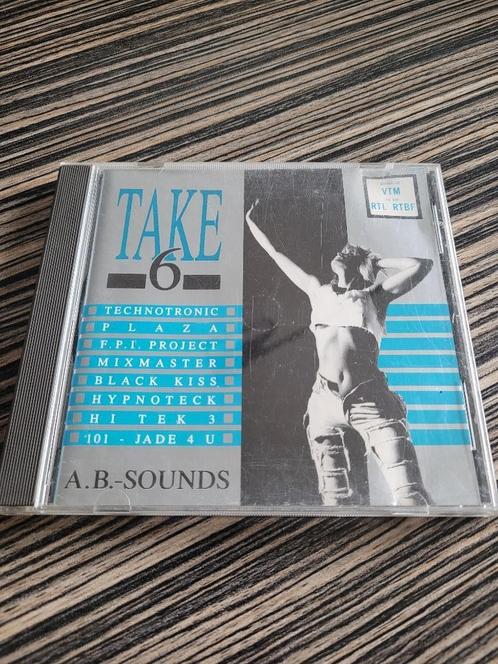 TAKE
6
TECHNOTRONIC
PLAZA
F.P.I. PROJECT
MIXMASTER
BLACK KISS
HYPNOTECK
HI TEK 3
'101 - JADE 4 U
A.B.-SOUNDS
VTM
RTL RTBF